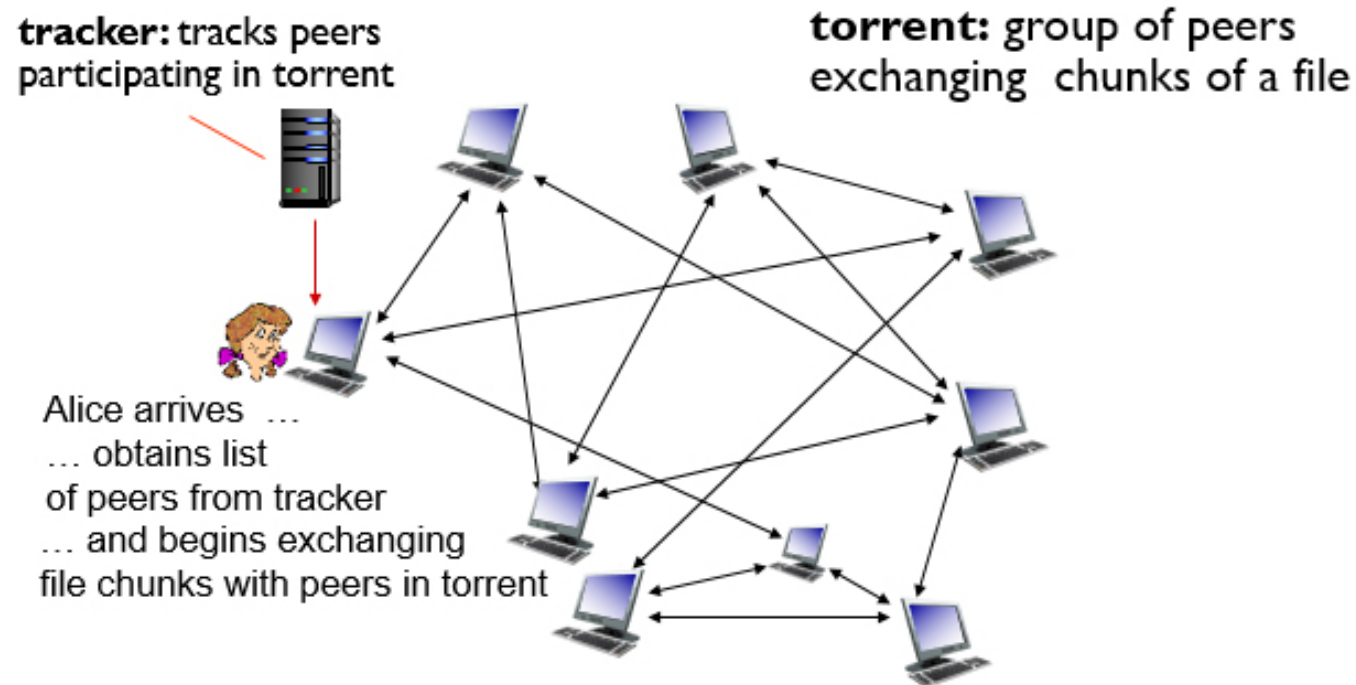 tracker: tracks peers
participating in torrent
torrent: group of peers
exchanging chunks of a file
Alice arrives …
… obtains list
of peers from tracker
… and begins exchanging
file chunks with peers in torrent